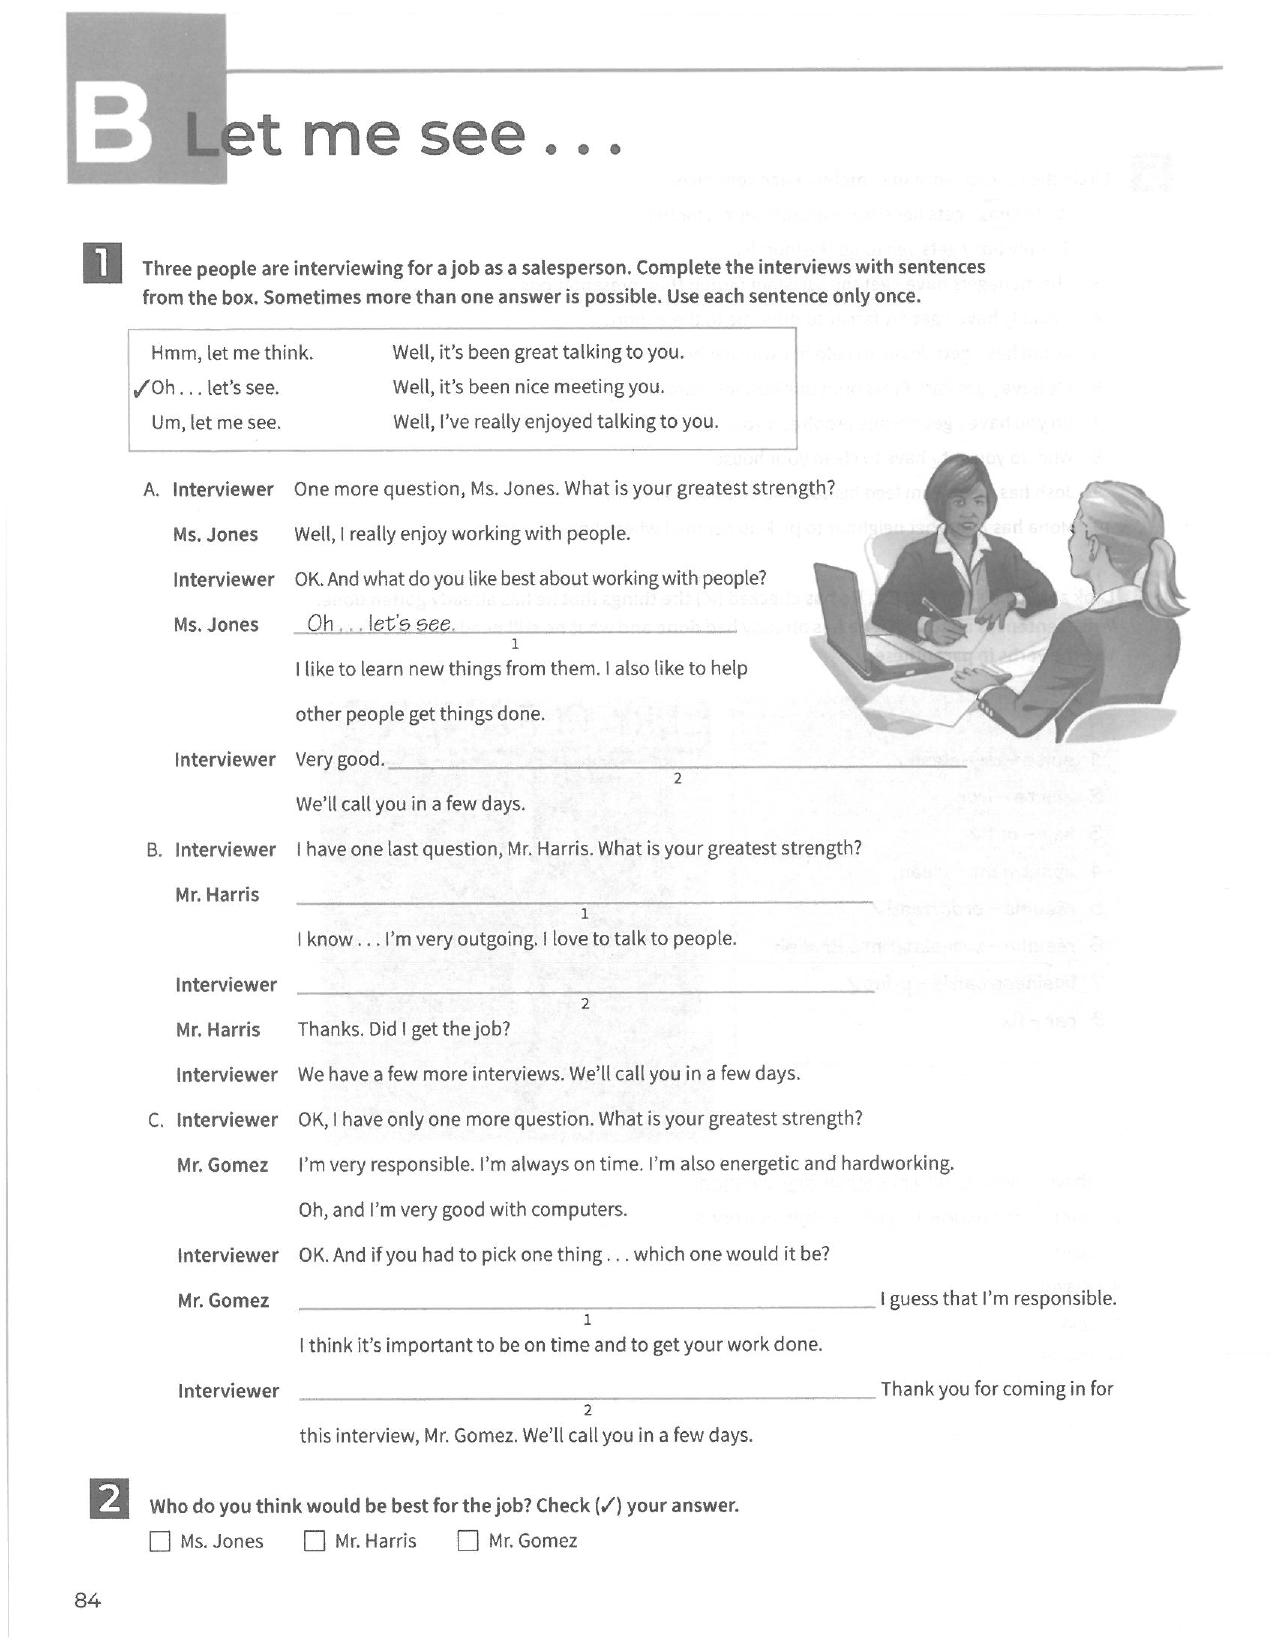 B Let me see . . .
1 Three people are interviewing for a job as a salesperson. Complete the interviews with sentences
from the box. Sometimes more than one answer is possible. Use each sentence only once.
Hmm, let me think. Well, it's been great talking to you.
✓Oh . . . let's see. Well, it's been nice meeting you.
Um, let me see. Well, I've really enjoyed talking to you.
A. Interviewer One more question, Ms. Jones. What is your greatest strength?
Ms. Jones Well, I really enjoy working with people.
Interviewer OK. And what do you like best about working with people?
Ms. Jones Oh . . . let's see.
1
I like to learn new things from them. I also like to help
other people get things done.
Interviewer Very good.
2
We'll call you in a few days.
B. Interviewer I have one last question, Mr. Harris. What is your greatest strength?
Mr. Harris
1
I know . . . I'm very outgoing. I love to talk to people.
Interviewer
2
Mr. Harris Thanks. Did I get the job?
Interviewer We have a few more interviews. We'll call you in a few days.
C. Interviewer OK, I have only one more question. What is your greatest strength?
Mr. Gomez I'm very responsible. I'm always on time. I'm also energetic and hardworking.
Oh, and I'm very good with computers.
Interviewer OK. And if you had to pick one thing . . . which one would it be?
Mr. Gomez I guess that I'm responsible.
1
I think it's important to be on time and to get your work done.
Interviewer Thank you for coming in for
2
this interview, Mr. Gomez. We'll call you in a few days.
2 Who do you think would be best for the job? Check (✓) your answer.
☐ Ms. Jones ☐ Mr. Harris ☐ Mr. Gomez
84